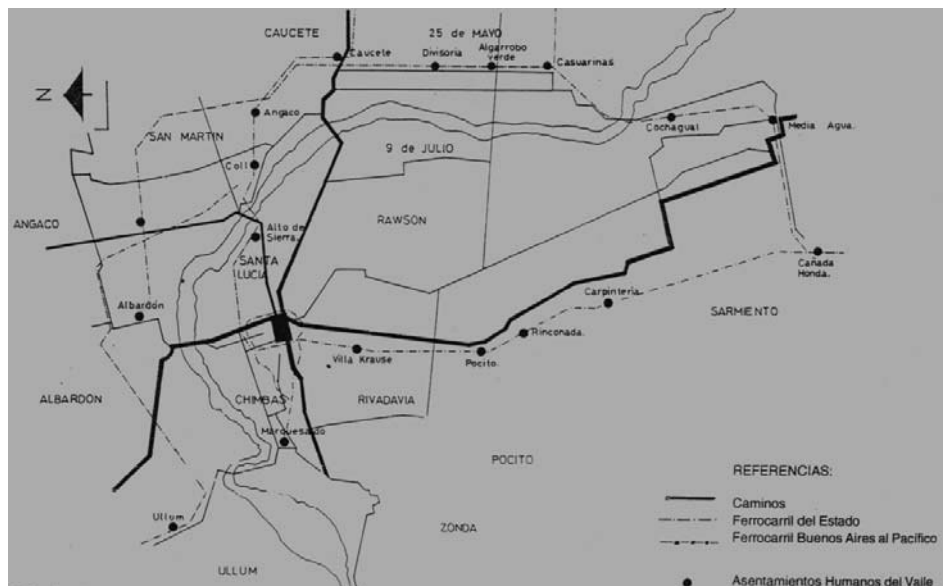 CAUCETE
25 de MAYO
Caucete
Divisoria
Algarrobo
verde
Casuarinas
N
Angaco
SAN MARTIN
Cochagual
Media Agua.
9 de JULIO
Coll
ANGACO
RAWSON
Alto de
Sierra.
SANTA
LUCIA
Cañada
Honda.
Carpintería.
Albardón
SARMIENTO
Rinconada.
Villa Krause
Pocito.
ALBARDON
CHIMBAS
RIVADAVIA
Marquesado
POCITO
REFERENCIAS:
Caminos
Ferrocarril del Estado
Ferrocarril Buenos Aires al Pacífico
Ullum
ZONDA
ULLUM
Asentamientos Humanos del Valle